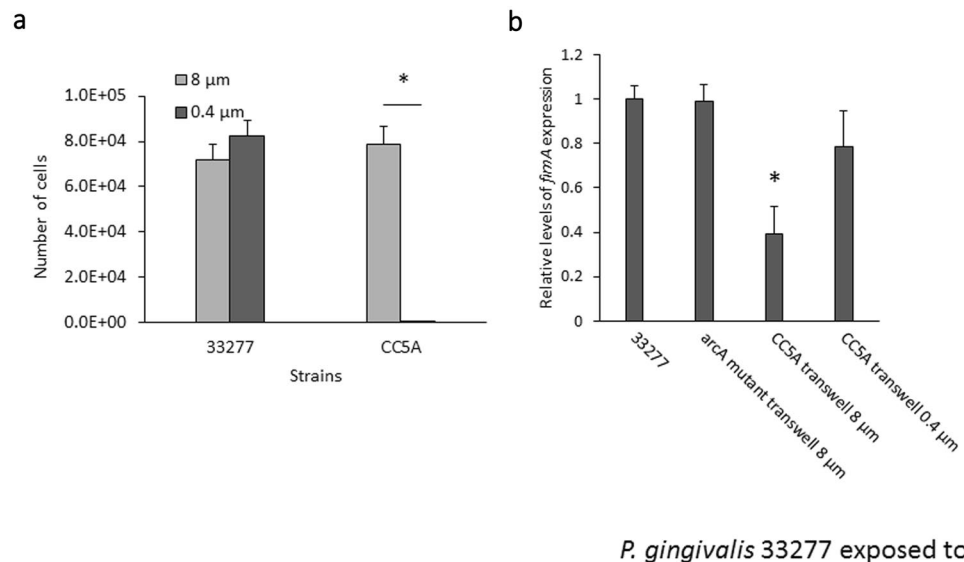 a
8 µm
0.4 µm
*
1.0E+05
8.0E+04
6.0E+04
4.0E+04
2.0E+04
0.0E+00
Number of cells
33277
CC5A
Strains
b
1.2
1
0.8
0.6
0.4
0.2
0
Relative levels of fimA expression
*
33277
arcA mutant transwell 8 µm
CC5A transwell 8 µm
CC5A transwell 0.4 µm
P. gingivalis 33277 exposed to